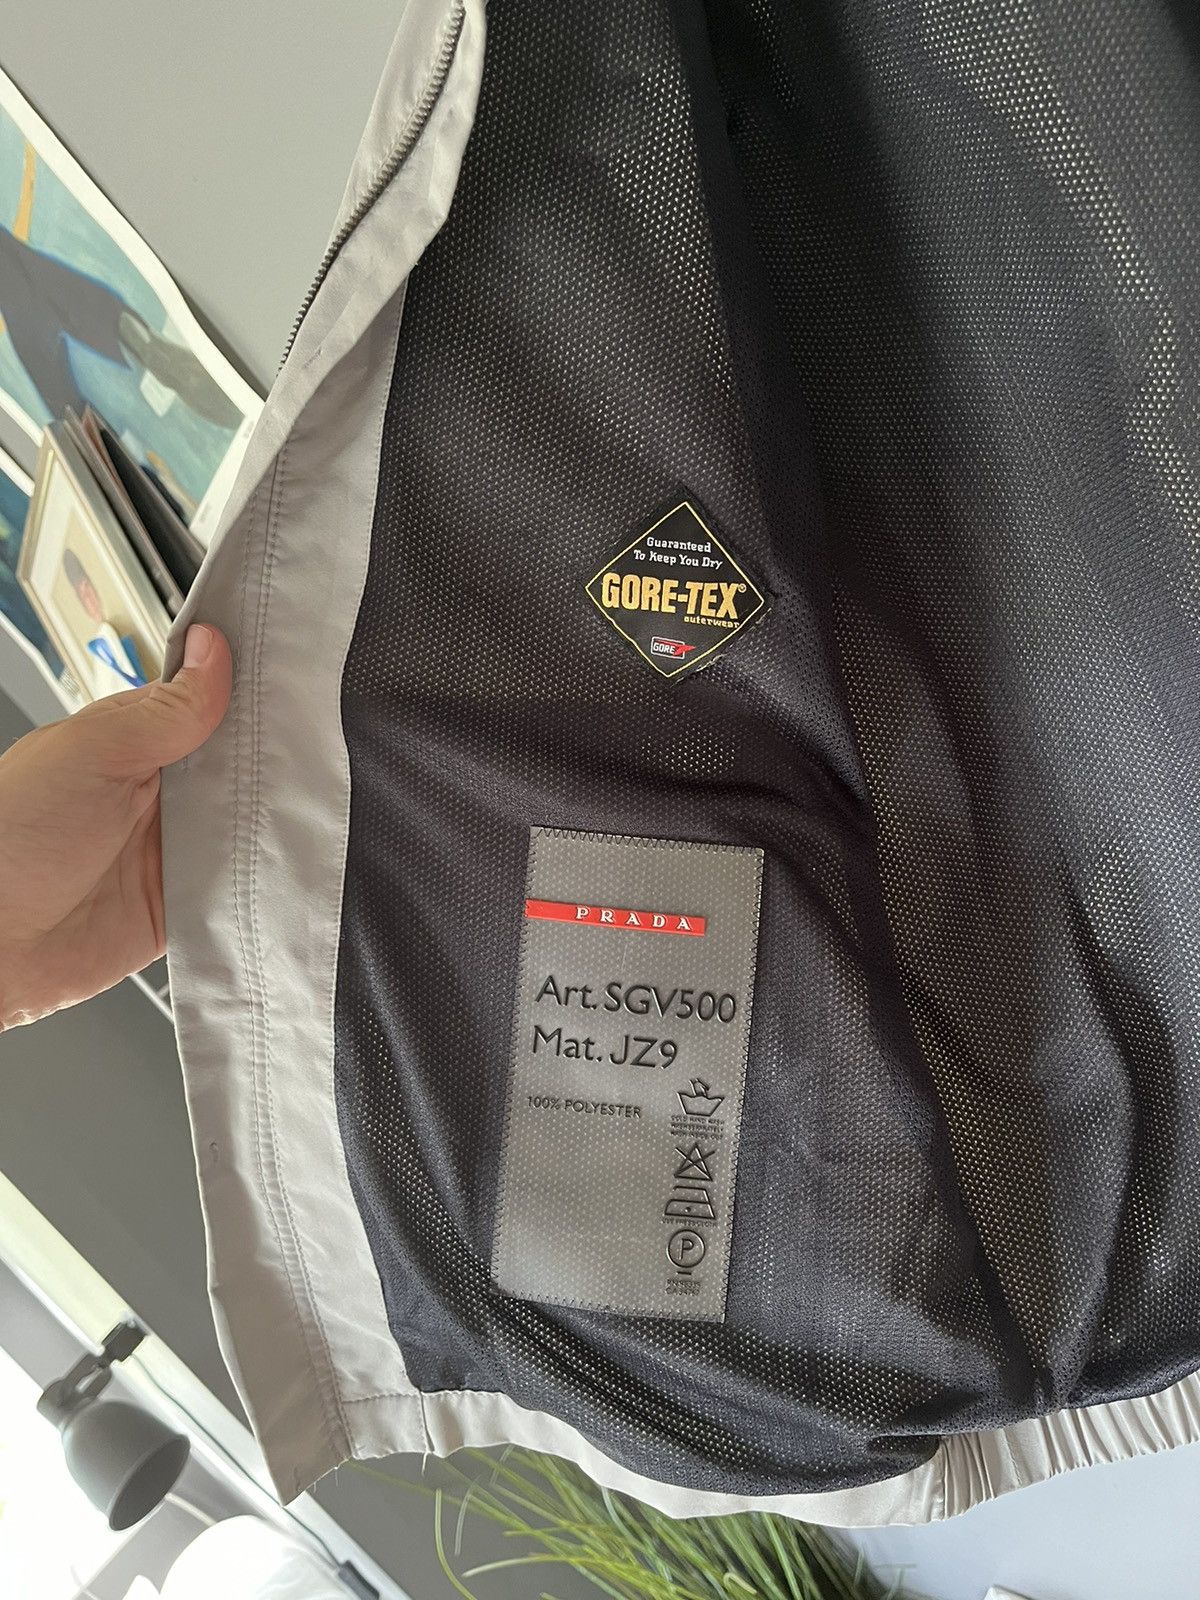 Guaranteed
To Keep You Dry
GORE-TEX®
outerwear
GORE
PRADA
Art. SGV500
Mat. JZ9
100% POLYESTER
P